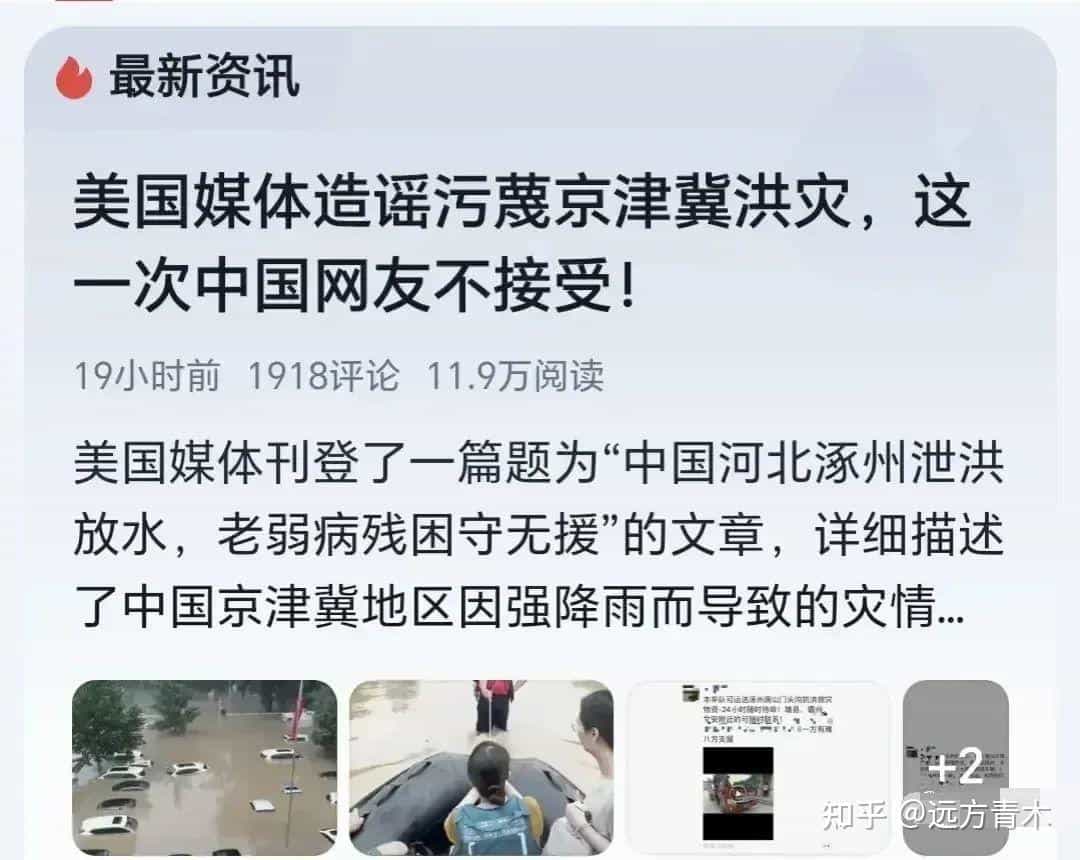 最新资讯
美国媒体造谣污蔑京津冀洪灾，这
一次中国网友不接受！
19小时前 1918评论 11.9万阅读
美国媒体刊登了一篇题为“中国河北涿州泄洪
放水，老弱病残困守无援”的文章，详细描述
了中国京津冀地区因强降雨而导致的灾情...
八方支援
+2
知乎 @远方青木